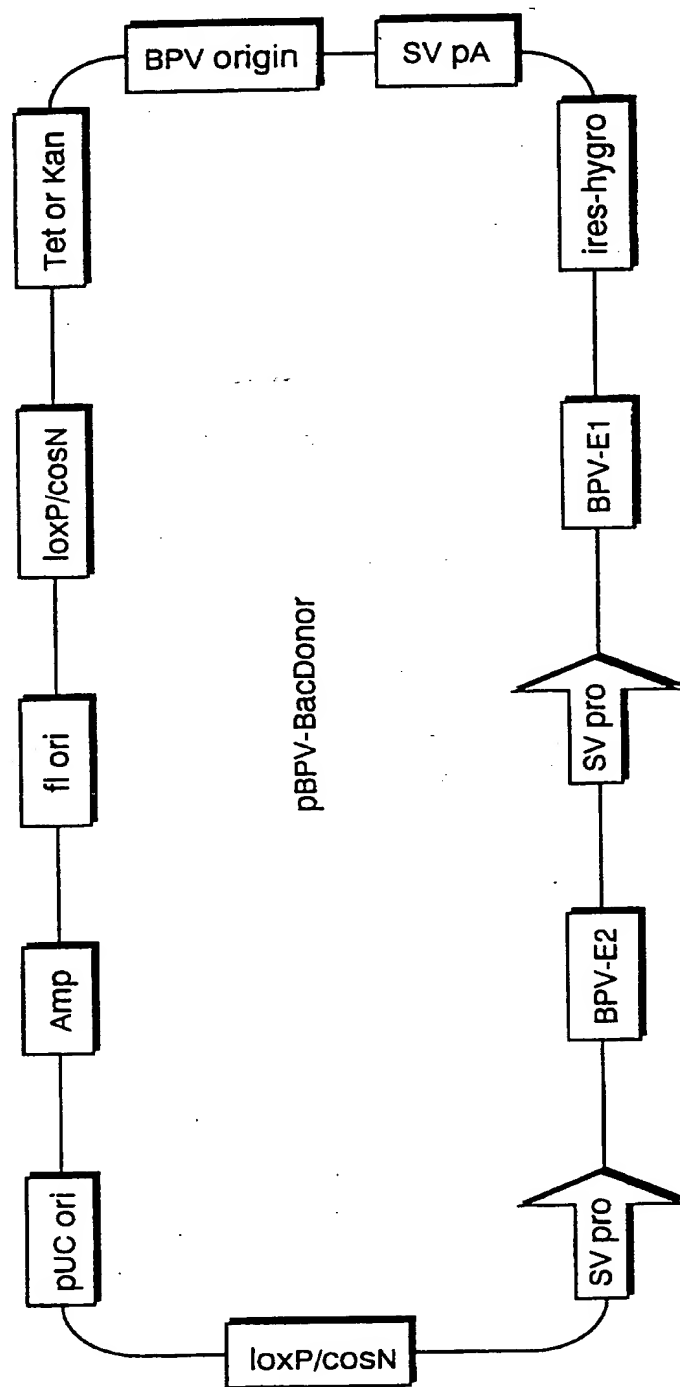 BPV origin
SV pA
Tet or Kan
ires-hygro
loxP/cosN
BPV-E1
fl ori
pBPV-BacDonor
SV pro
Amp
BPV-E2
pUC ori
SV pro
loxP/cosN